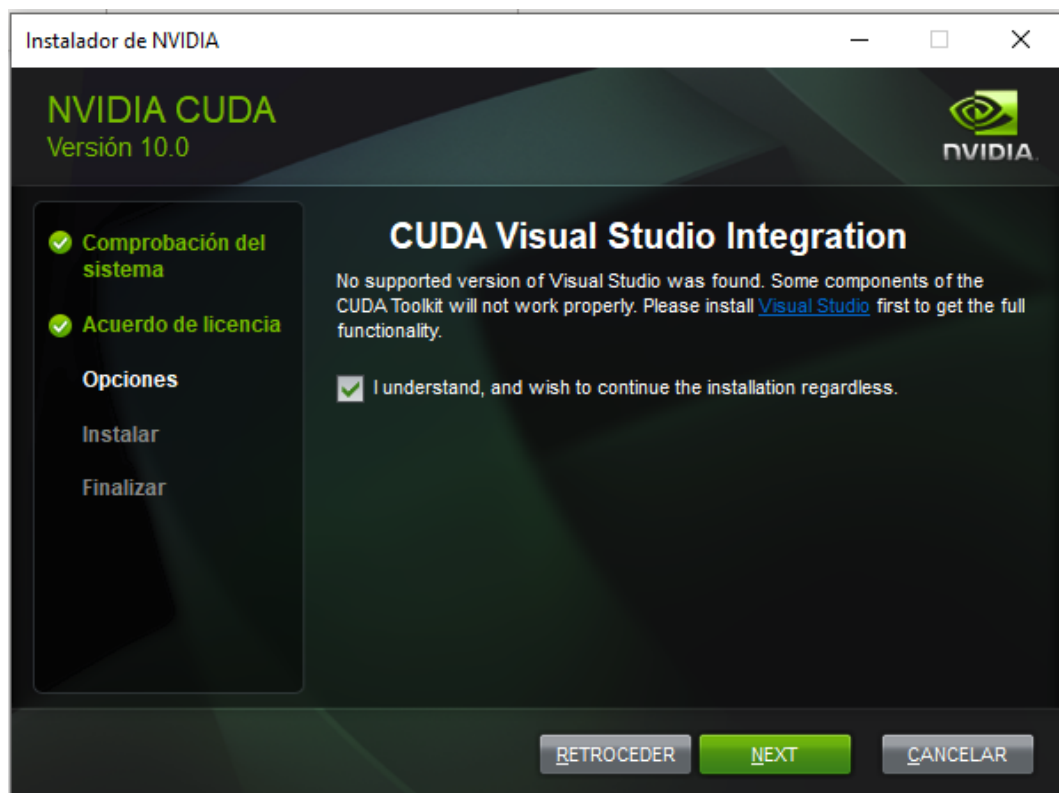 Instalador de NVIDIA
NVIDIA CUDA
Versión 10.0
NVIDIA.
Comprobación del
sistema
Acuerdo de licencia
Opciones
Instalar
Finalizar
CUDA Visual Studio Integration
No supported version of Visual Studio was found. Some components of the
CUDA Toolkit will not work properly. Please install Visual Studio first to get the full
functionality.
I understand, and wish to continue the installation regardless.
RETROCEDER
NEXT
CANCELAR